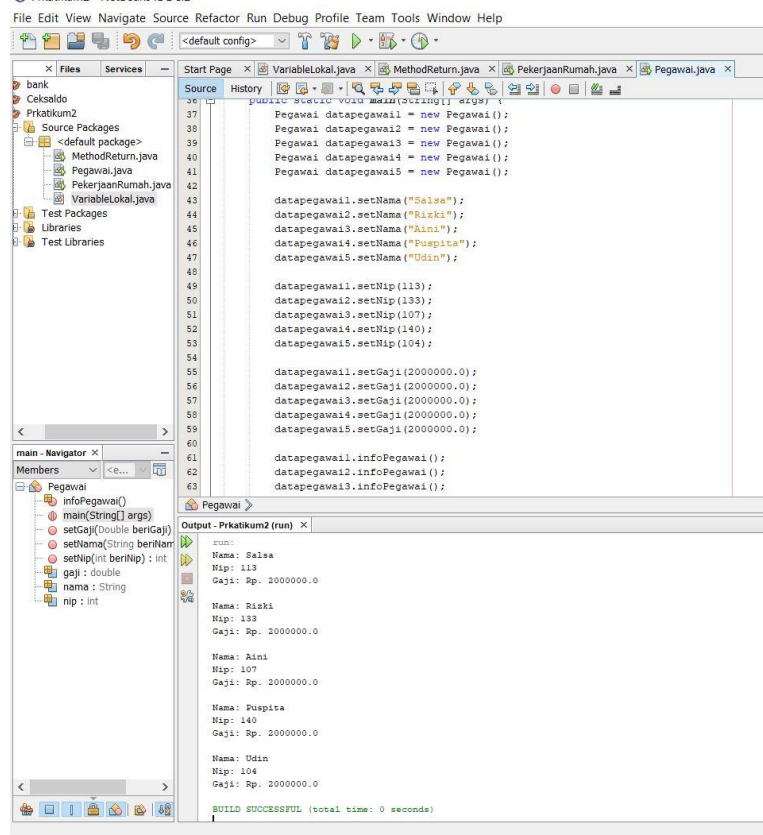 File Edit View Navigate Source Refactor Run Debug Profile Team Tools Window Help
<default config>
Files Services
bank
Ceksaldo
Prkatikum2
Source Packages
<default package>
MethodReturn.java
Pegawai.java
PekerjaanRumah.java
VariableLokal.java
Test Packages
Libraries
Test Libraries
main - Navigator
Members <e...
Pegawai
infoPegawai()
main(String[] args)
setGaji(Double beriGaji)
setNama(String beriNam
setNip(int beriNip) : int
gaji : double
nama : String
nip : int
Start Page VariableLokal.java MethodReturn.java PekerjaanRumah.java Pegawai.java
Source History
36 public static void main(String[] args) {
37 Pegawai datapegawai1 = new Pegawai();
38 Pegawai datapegawai2 = new Pegawai();
39 Pegawai datapegawai3 = new Pegawai();
40 Pegawai datapegawai4 = new Pegawai();
41 Pegawai datapegawai5 = new Pegawai();
42
43 datapegawai1.setNama("Salsa");
44 datapegawai2.setNama("Rizki");
45 datapegawai3.setNama("Aini");
46 datapegawai4.setNama("Puspita");
47 datapegawai5.setNama("Udin");
48
49 datapegawai1.setNip(113);
50 datapegawai2.setNip(133);
51 datapegawai3.setNip(107);
52 datapegawai4.setNip(140);
53 datapegawai5.setNip(104);
54
55 datapegawai1.setGaji(2000000.0);
56 datapegawai2.setGaji(2000000.0);
57 datapegawai3.setGaji(2000000.0);
58 datapegawai4.setGaji(2000000.0);
59 datapegawai5.setGaji(2000000.0);
60
61 datapegawai1.infoPegawai();
62 datapegawai2.infoPegawai();
63 datapegawai3.infoPegawai();
Pegawai
Output - Prkatikum2 (run)
run:
Nama: Salsa
Nip: 113
Gaji: Rp. 2000000.0
Nama: Rizki
Nip: 133
Gaji: Rp. 2000000.0
Nama: Aini
Nip: 107
Gaji: Rp. 2000000.0
Nama: Puspita
Nip: 140
Gaji: Rp. 2000000.0
Nama: Udin
Nip: 104
Gaji: Rp. 2000000.0
BUILD SUCCESSFUL (total time: 0 seconds)